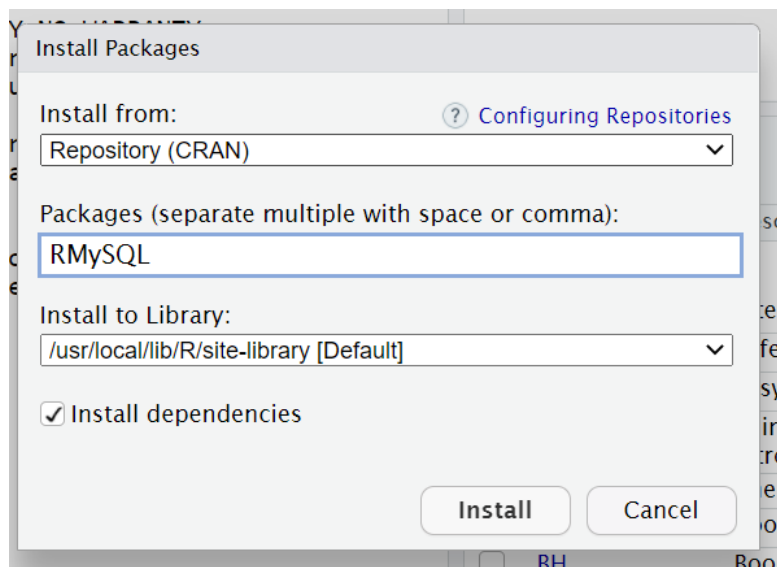 Install Packages
Install from:
? Configuring Repositories
Repository (CRAN)
Packages (separate multiple with space or comma):
RMySQL
Install to Library:
/usr/local/lib/R/site-library [Default]
Install dependencies
Install
Cancel
BH